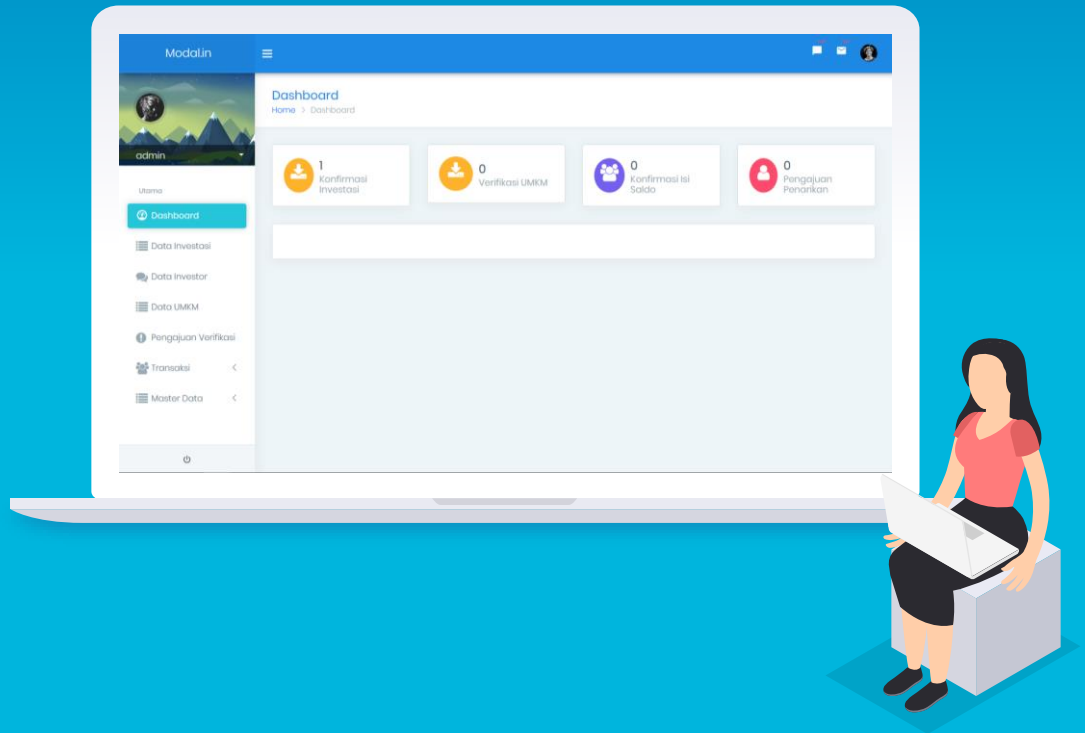 Modal.in
Dashboard
Home > Dashboard
admin
Utama
Dashboard
Data Investasi
Data Investor
Data UMKM
Pengajuan Verifikasi
Transaksi
Master Data
1
Konfirmasi
Investasi
0
Verifikasi UMKM
0
Konfirmasi Isi
Saldo
0
Pengajuan
Penarikan